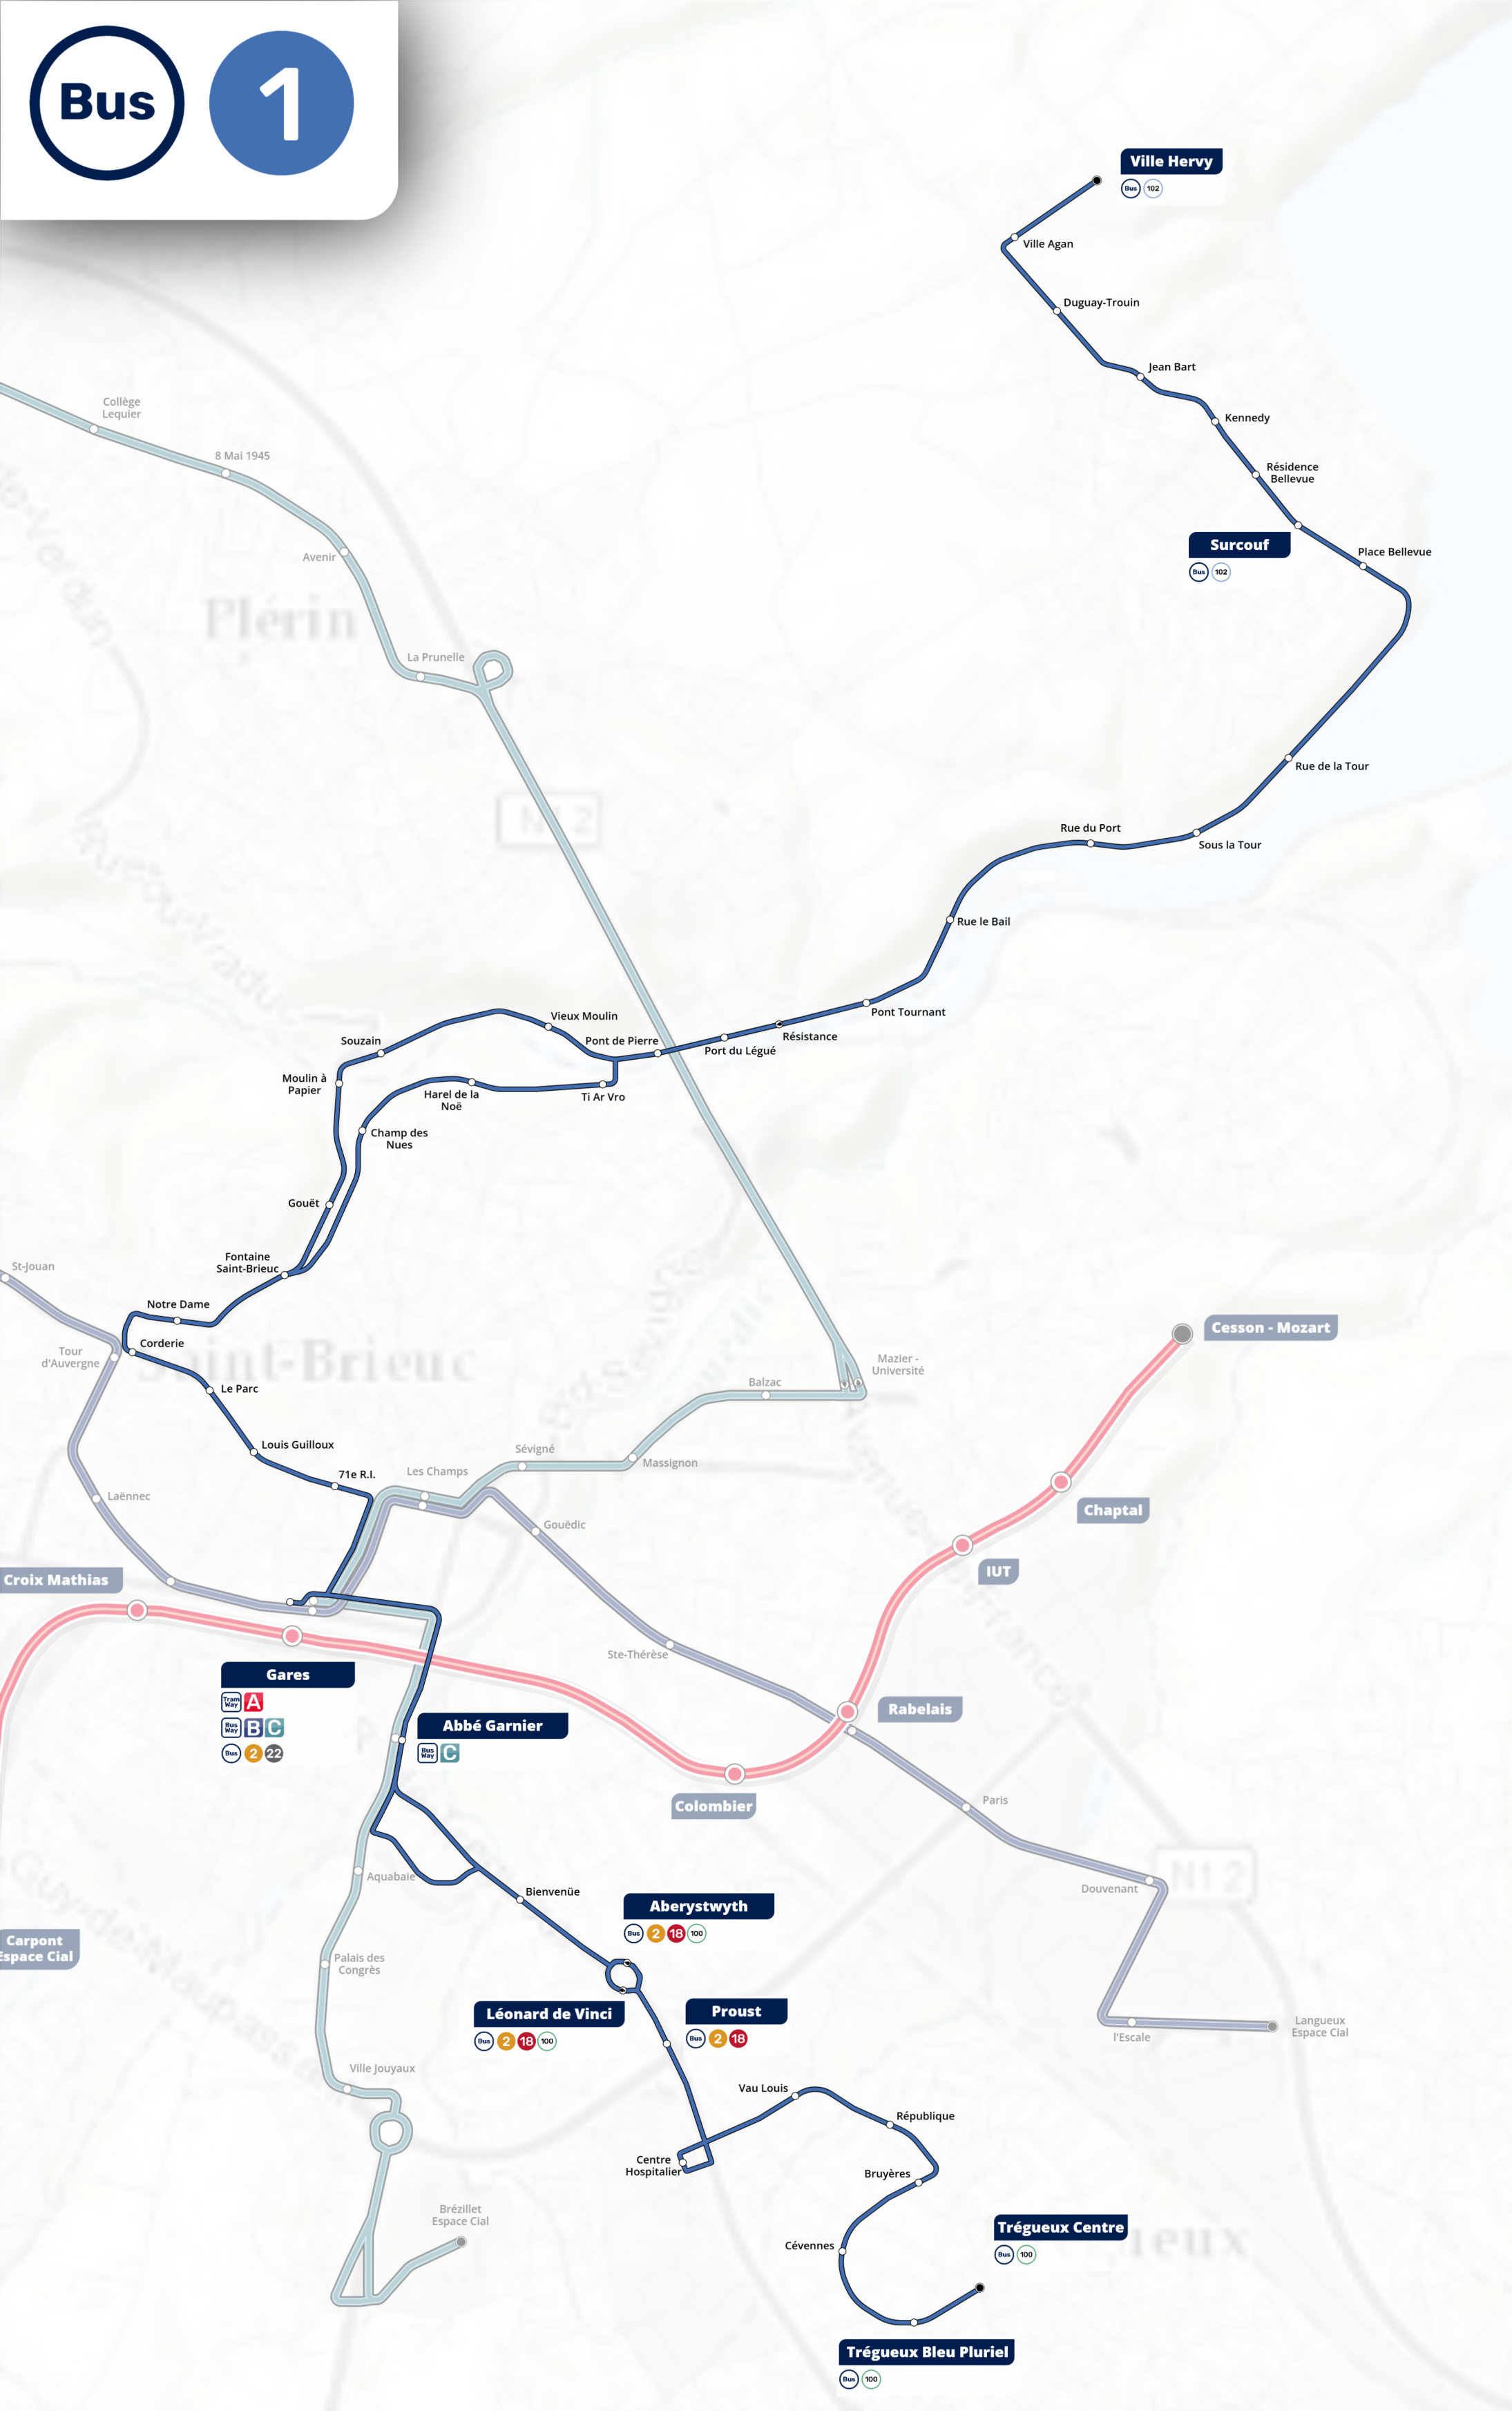 Bus 1
Ville Hervy
Bus 102
Ville Agan
Duguay-Trouin
Jean Bart
Collège
Lequier
Kennedy
8 Mai 1945
Résidence
Bellevue
Surcouf
Bus 102
Place Bellevue
Avenir
Plérin
La Prunelle
Rue de la Tour
N12
Rue du Port
Sous la Tour
Rue le Bail
Pont Tournant
Vieux Moulin
Résistance
Souzain
Pont de Pierre
Port du Légué
Moulin à
Papier
Harel de la
Noë
Ti Ar Vro
Champ des
Nues
Gouët
Fontaine
Saint-Brieuc
St-Jouan
Notre Dame
Cesson - Mozart
Corderie
Tour
d'Auvergne
Saint-Brieuc
Mazier -
Université
Le Parc
Balzac
Louis Guilloux
Sévigné
Massignon
71e R.I.
Les Champs
Laënnec
Chaptal
Gouëdic
Croix Mathias
IUT
Ste-Thérèse
Gares
Tram Way A
Bus Way B C
Bus 2 22
Rabelais
Abbé Garnier
Bus Way C
Colombier
Paris
Aquabaie
Bienvenüe
Douvenant
N12
Aberystwyth
Bus 2 18 100
Carpont
Espace Cial
Palais des
Congrès
Léonard de Vinci
Bus 2 18 100
Proust
Bus 2 18
l'Escale
Langueux
Espace Cial
Ville Jouyaux
Vau Louis
République
Centre
Hospitalier
Bruyères
Brézillet
Espace Cial
Trégueux Centre
Bus 100
Cévennes
Trégueux Bleu Pluriel
Bus 100